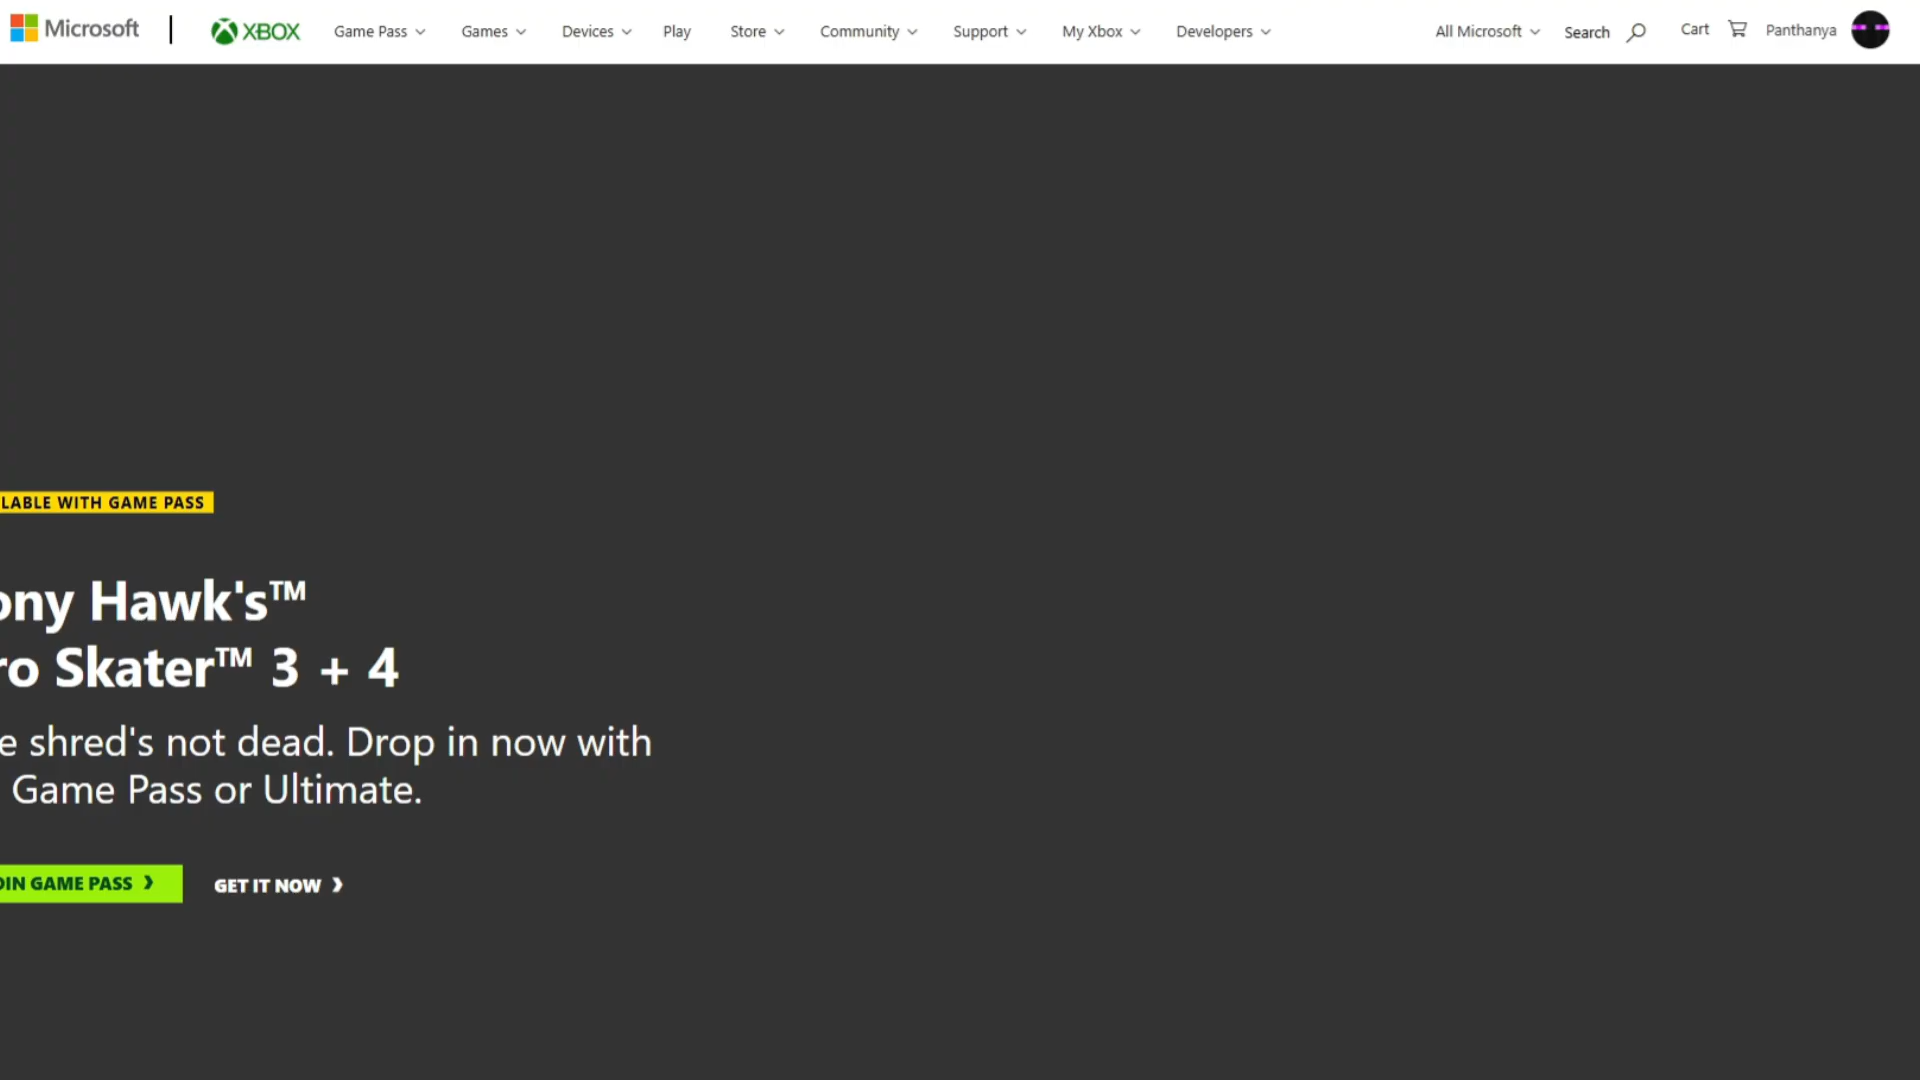 Microsoft XBOX Game Pass Games Devices Play Store Community Support My Xbox Developers All Microsoft Search Cart Panthanya
LABLE WITH GAME PASS
ony Hawk's™
ro Skater™ 3 + 4
e shred's not dead. Drop in now with
Game Pass or Ultimate.
OIN GAME PASS
GET IT NOW